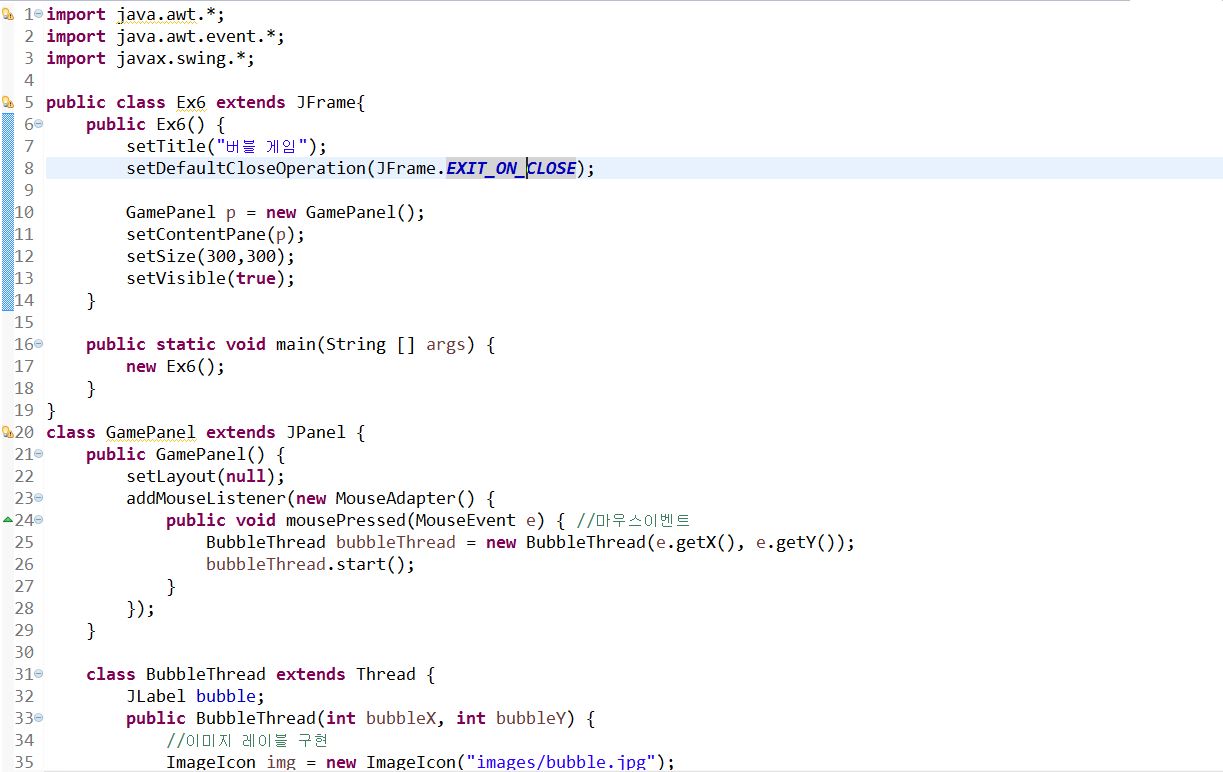 1 import java.awt.*;
2 import java.awt.event.*;
3 import javax.swing.*;
4
5 public class Ex6 extends JFrame{
6     public Ex6() {
7         setTitle("버블 게임");
8         setDefaultCloseOperation(JFrame.EXIT_ON_CLOSE);
9
10         GamePanel p = new GamePanel();
11         setContentPane(p);
12         setSize(300,300);
13         setVisible(true);
14     }
15
16     public static void main(String [] args) {
17         new Ex6();
18     }
19 }
20 class GamePanel extends JPanel {
21     public GamePanel() {
22         setLayout(null);
23         addMouseListener(new MouseAdapter() {
24             public void mousePressed(MouseEvent e) { //마우스이벤트
25                 BubbleThread bubbleThread = new BubbleThread(e.getX(), e.getY());
26                 bubbleThread.start();
27             }
28         });
29     }
30
31     class BubbleThread extends Thread {
32         JLabel bubble;
33         public BubbleThread(int bubbleX, int bubbleY) {
34             //이미지 레이블 구현
35             ImageIcon img = new ImageIcon("images/bubble.jpg");